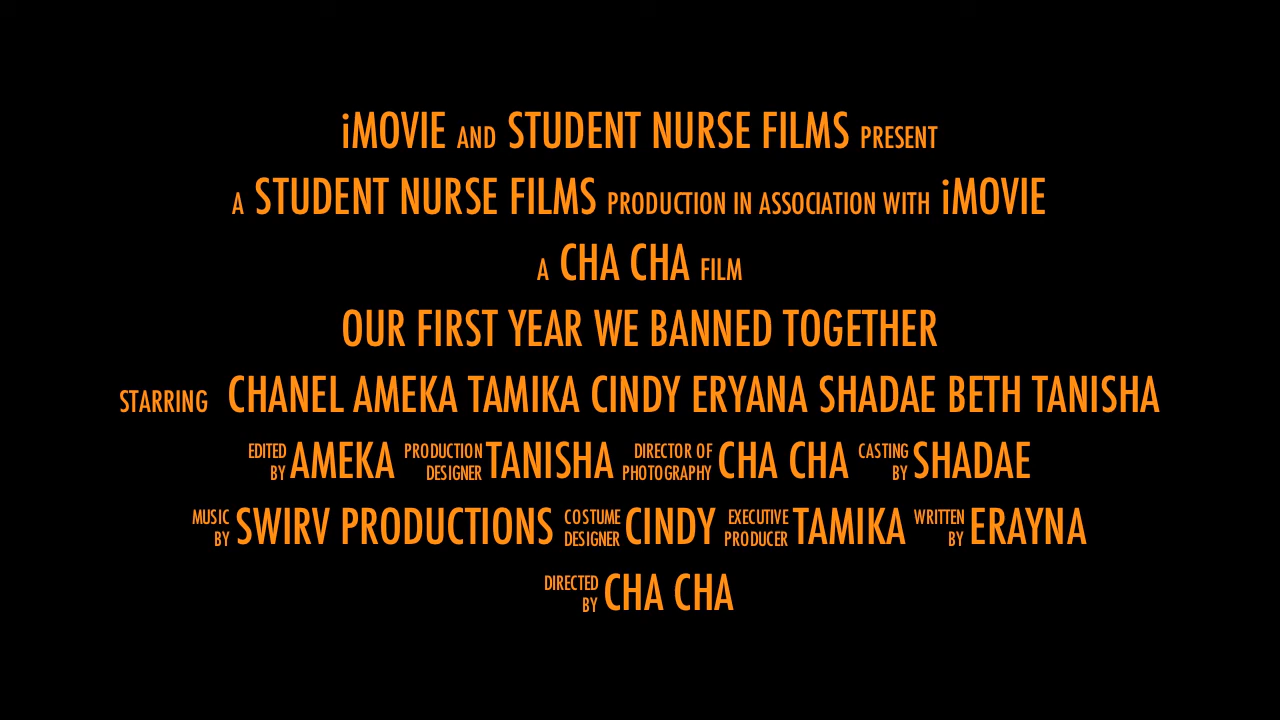 iMOVIE AND STUDENT NURSE FILMS PRESENT
A STUDENT NURSE FILMS PRODUCTION IN ASSOCIATION WITH iMOVIE
A CHA CHA FILM
OUR FIRST YEAR WE BANNED TOGETHER
STARRING CHANEL AMEKA TAMIKA CINDY ERYANA SHADAE BETH TANISHA
EDITED BY AMEKA PRODUCTION DESIGNER TANISHA DIRECTOR OF PHOTOGRAPHY CHA CHA CASTING BY SHADAE
MUSIC BY SWIRV PRODUCTIONS COSTUME DESIGNER CINDY EXECUTIVE PRODUCER TAMIKA WRITTEN BY ERAYNA
DIRECTED BY CHA CHA